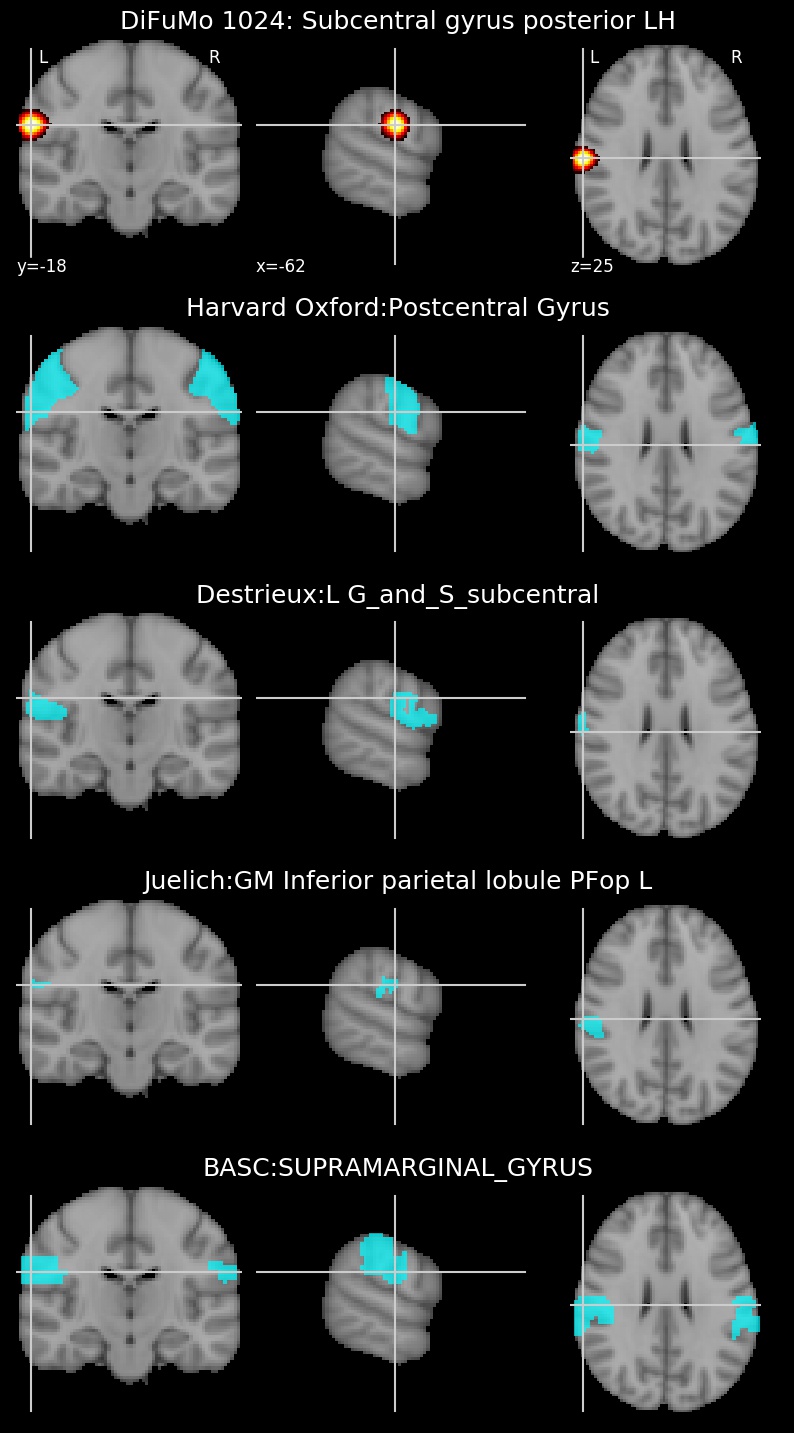 DiFuMo 1024: Subcentral gyrus posterior LH
L R L R
y=-18 x=-62 z=25
Harvard Oxford:Postcentral Gyrus
Destrieux:L G_and_S_subcentral
Juelich:GM Inferior parietal lobule PFop L
BASC:SUPRAMARGINAL_GYRUS